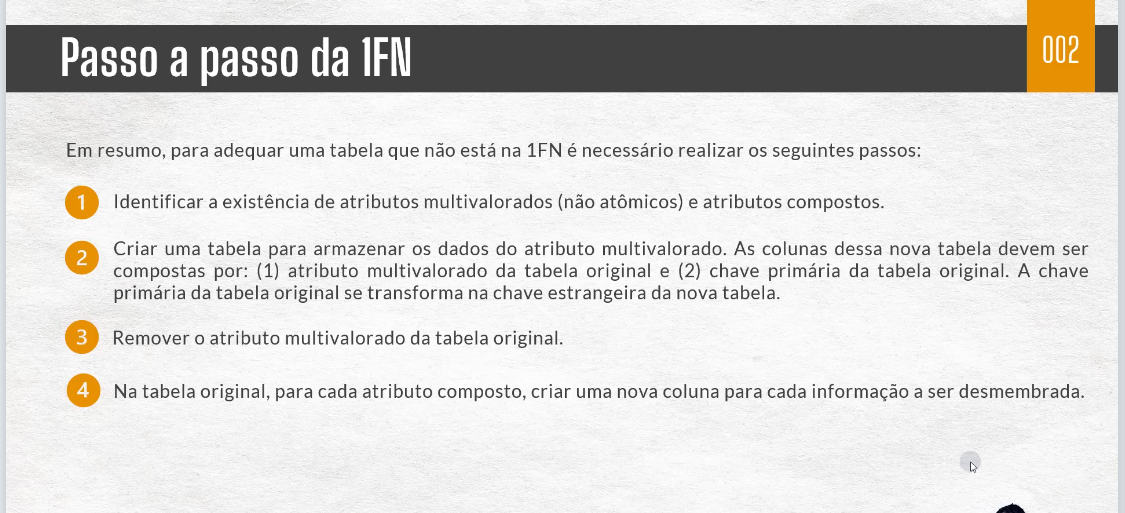 Passo a passo da 1FN
002
Em resumo, para adequar uma tabela que não está na 1FN é necessário realizar os seguintes passos:
1 Identificar a existência de atributos multivalorados (não atômicos) e atributos compostos.
2 Criar uma tabela para armazenar os dados do atributo multivalorado. As colunas dessa nova tabela devem ser
compostas por: (1) atributo multivalorado da tabela original e (2) chave primária da tabela original. A chave
primária da tabela original se transforma na chave estrangeira da nova tabela.
3 Remover o atributo multivalorado da tabela original.
4 Na tabela original, para cada atributo composto, criar uma nova coluna para cada informação a ser desmembrada.